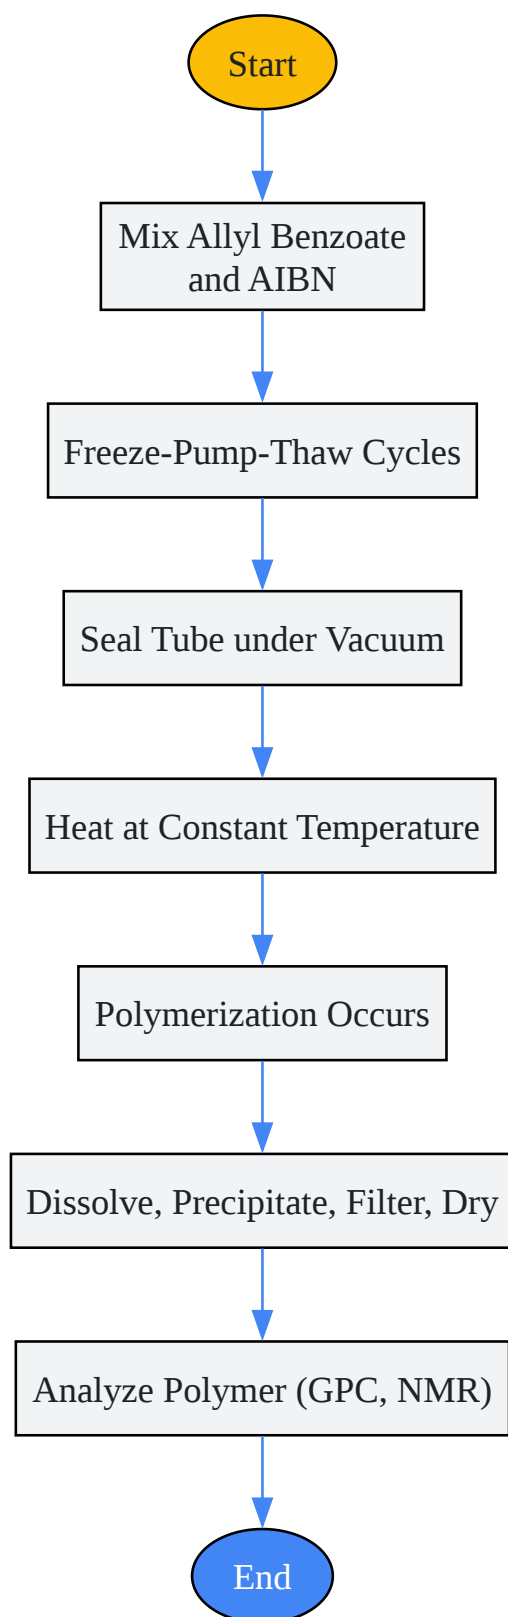 Start
Mix Allyl Benzoate
and AIBN
Freeze-Pump-Thaw Cycles
Seal Tube under Vacuum
Heat at Constant Temperature
Polymerization Occurs
Dissolve, Precipitate, Filter, Dry
Analyze Polymer (GPC, NMR)
End